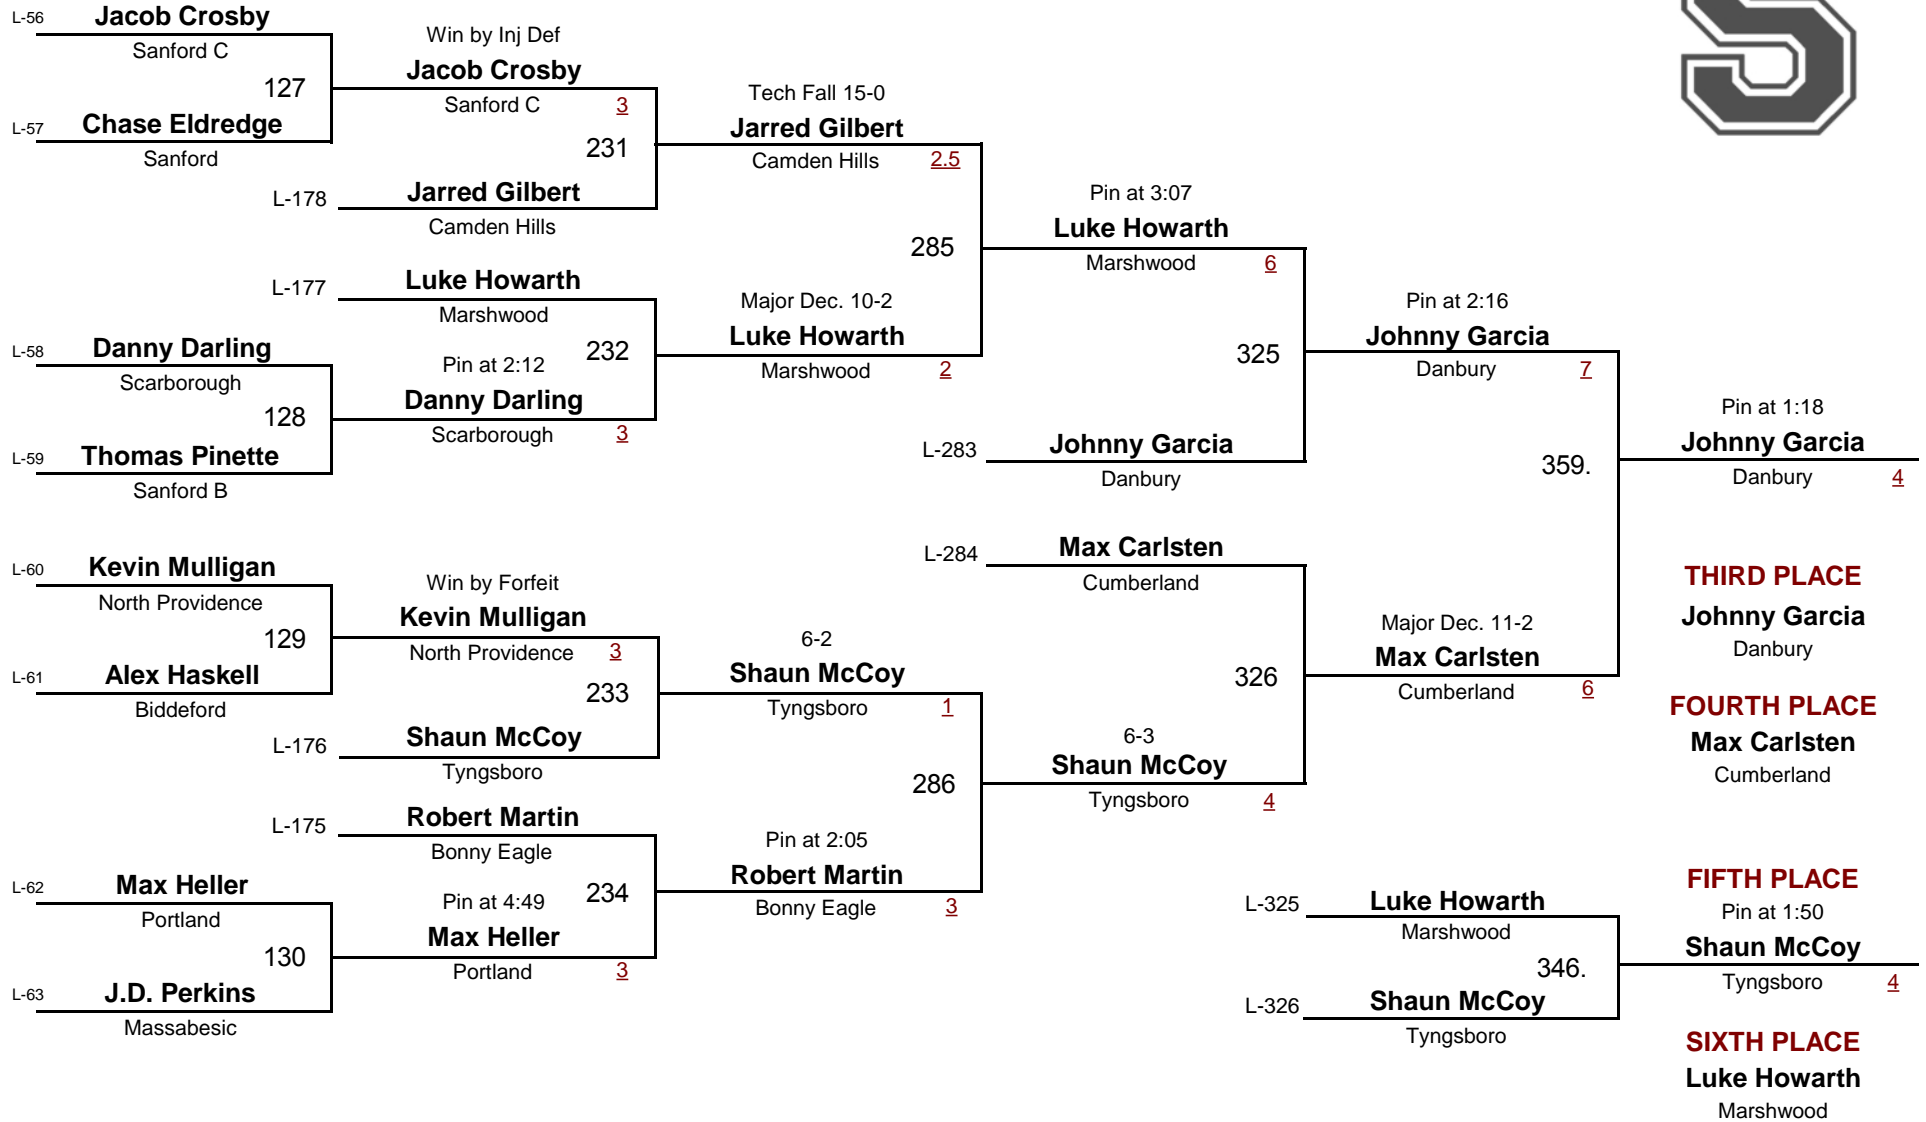 L-56
Jacob Crosby
Sanford C
127
L-57
Chase Eldredge
Sanford
Win by Inj Def
Jacob Crosby
Sanford C
3
231
L-178
Jarred Gilbert
Camden Hills
Tech Fall 15-0
Jarred Gilbert
Camden Hills
2.5
L-177
Luke Howarth
Marshwood
232
L-58
Danny Darling
Scarborough
128
L-59
Thomas Pinette
Sanford B
Pin at 2:12
Danny Darling
Scarborough
3
Major Dec. 10-2
Luke Howarth
Marshwood
2
285
Pin at 3:07
Luke Howarth
Marshwood
6
325
L-283
Johnny Garcia
Danbury
Pin at 2:16
Johnny Garcia
Danbury
7
359.
Pin at 1:18
Johnny Garcia
Danbury
4
L-60
Kevin Mulligan
North Providence
129
L-61
Alex Haskell
Biddeford
Win by Forfeit
Kevin Mulligan
North Providence
3
233
L-176
Shaun McCoy
Tyngsboro
6-2
Shaun McCoy
Tyngsboro
1
L-175
Robert Martin
Bonny Eagle
234
L-62
Max Heller
Portland
130
L-63
J.D. Perkins
Massabesic
Pin at 4:49
Max Heller
Portland
3
Pin at 2:05
Robert Martin
Bonny Eagle
3
286
L-284
Max Carlsten
Cumberland
326
6-3
Shaun McCoy
Tyngsboro
4
Major Dec. 11-2
Max Carlsten
Cumberland
6
THIRD PLACE
Johnny Garcia
Danbury
FOURTH PLACE
Max Carlsten
Cumberland
L-325
Luke Howarth
Marshwood
346.
L-326
Shaun McCoy
Tyngsboro
FIFTH PLACE
Pin at 1:50
Shaun McCoy
Tyngsboro
4
SIXTH PLACE
Luke Howarth
Marshwood
S